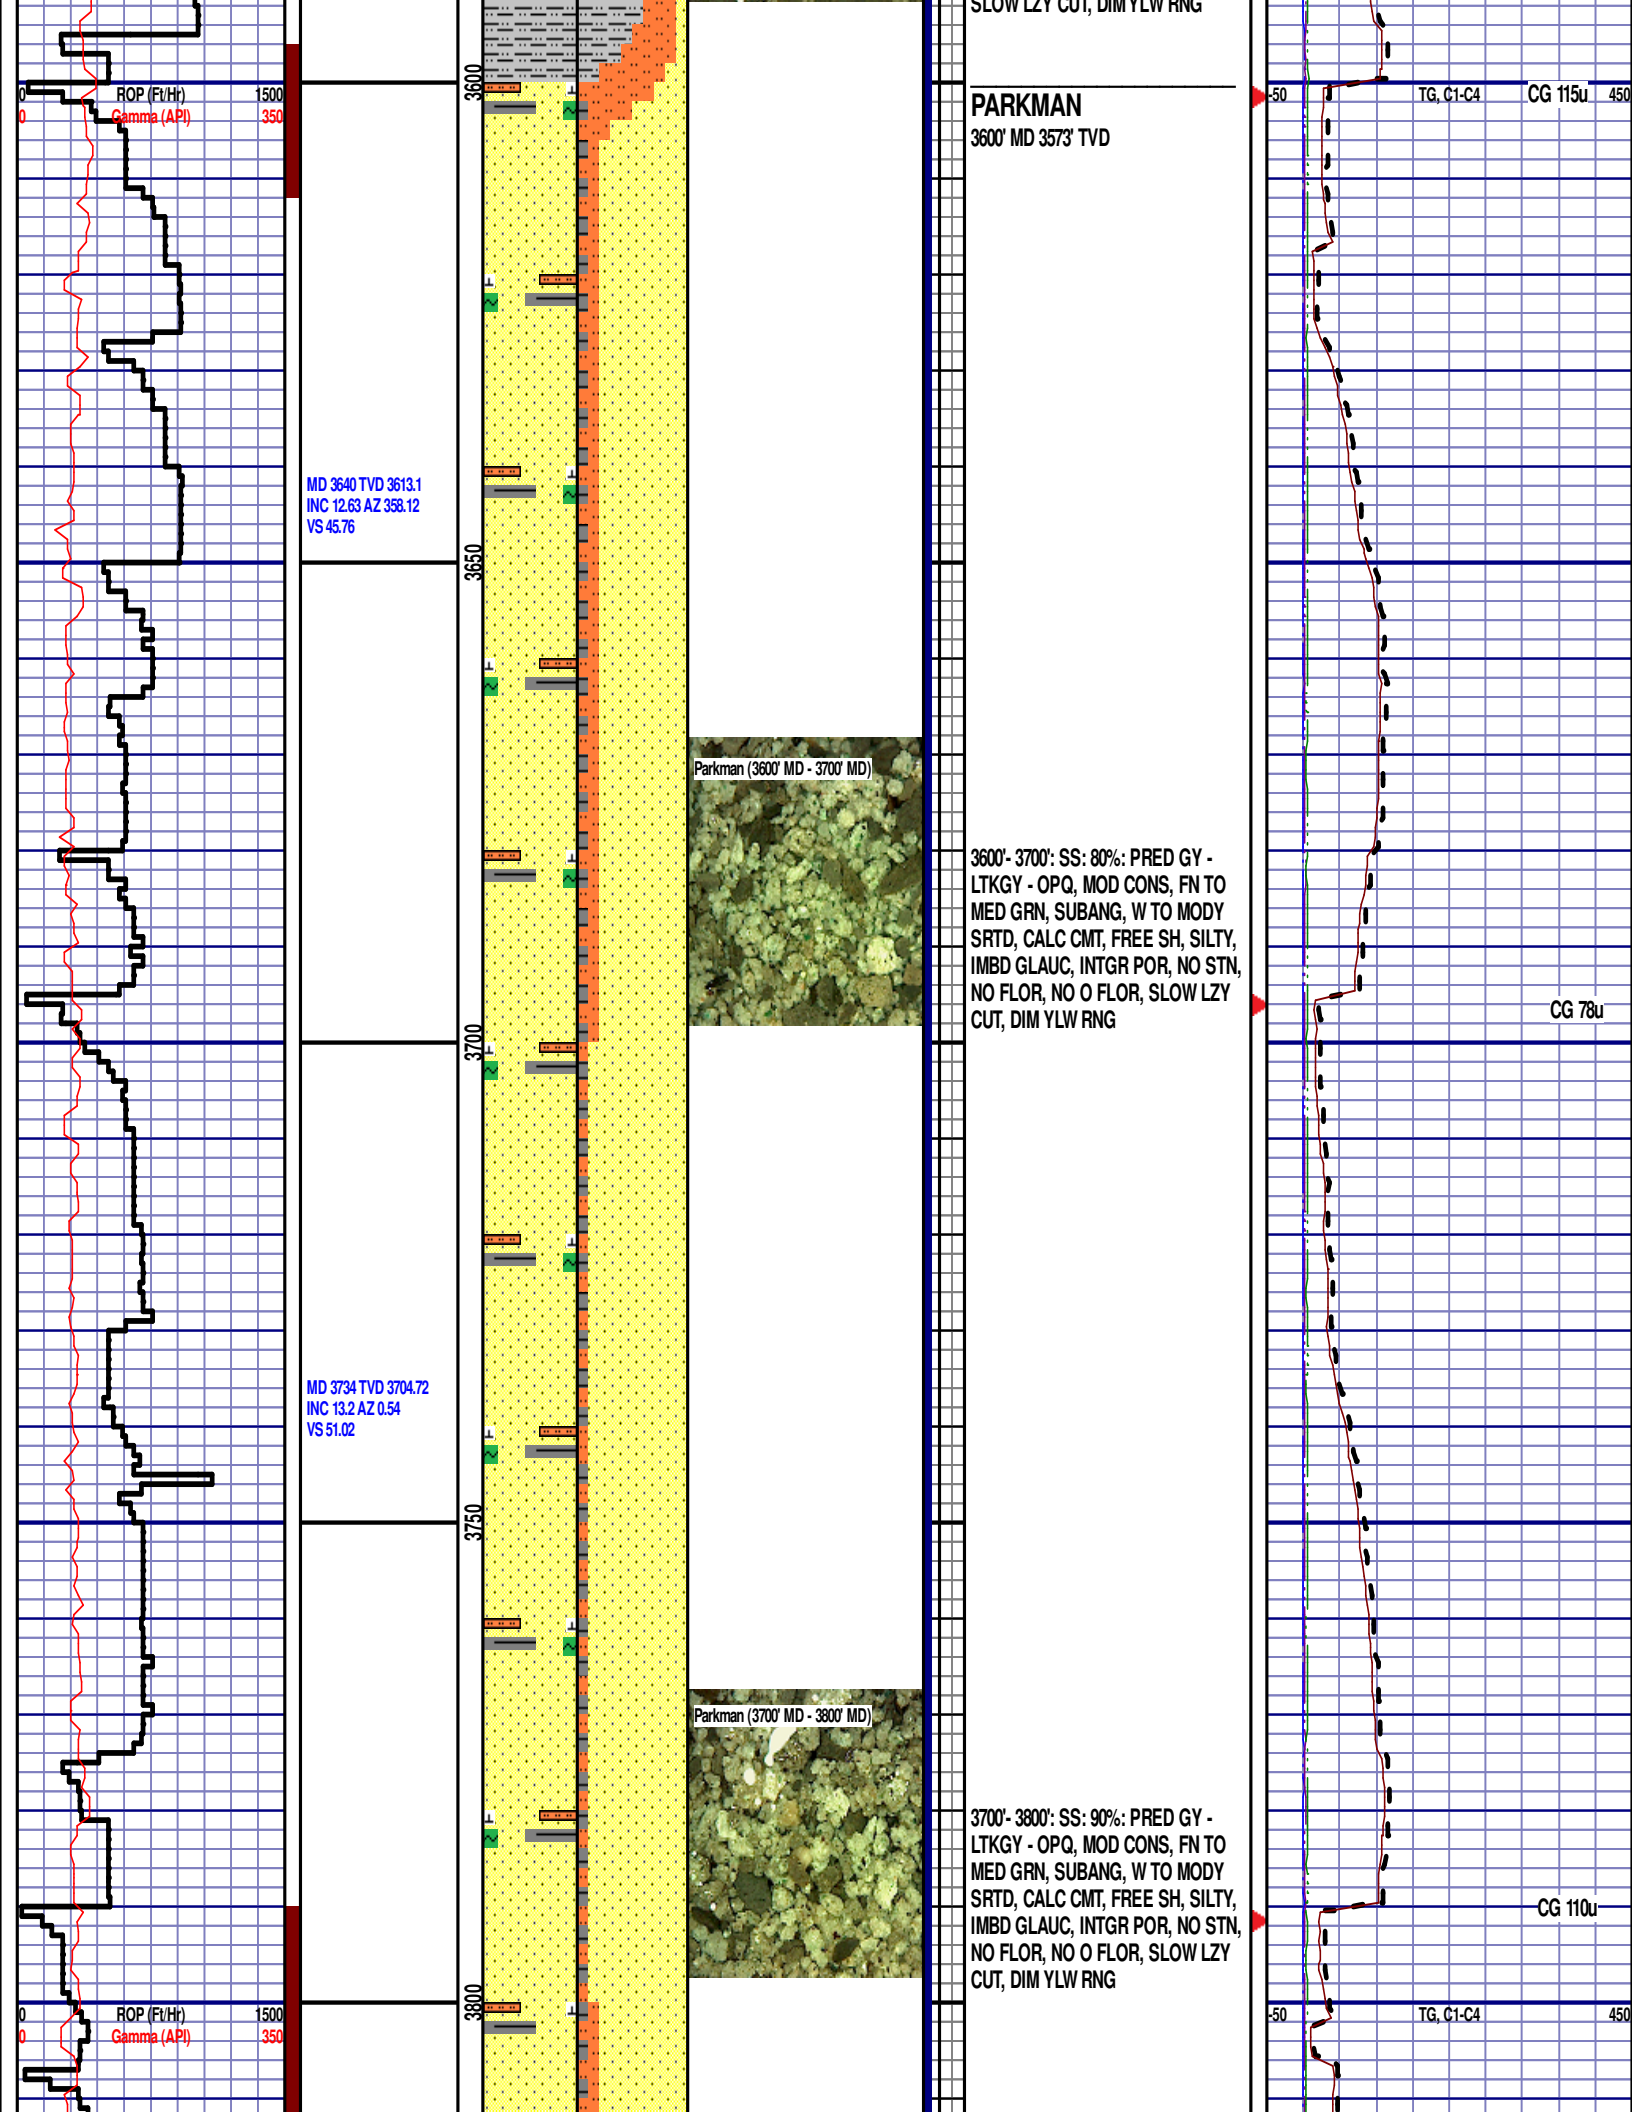 SLOW LZY CUT, DIM YLW RNG
0 ROP (Ft/Hr) 1500
0 Gamma (API) 350
3600
PARKMAN
3600' MD 3573' TVD
-50 TG, C1-C4 450
CG 115u
MD 3640 TVD 3613.1
INC 12.63 AZ 358.12
VS 45.76
3650
Parkman (3600' MD - 3700' MD)
3600'- 3700': SS: 80%: PRED GY -
LTKGY - OPQ, MOD CONS, FN TO
MED GRN, SUBANG, W TO MODY
SRTD, CALC CMT, FREE SH, SILTY,
IMBD GLAUC, INTGR POR, NO STN,
NO FLOR, NO O FLOR, SLOW LZY
CUT, DIM YLW RNG
CG 78u
3700
MD 3734 TVD 3704.72
INC 13.2 AZ 0.54
VS 51.02
3750
Parkman (3700' MD - 3800' MD)
3700'- 3800': SS: 90%: PRED GY -
LTKGY - OPQ, MOD CONS, FN TO
MED GRN, SUBANG, W TO MODY
SRTD, CALC CMT, FREE SH, SILTY,
IMBD GLAUC, INTGR POR, NO STN,
NO FLOR, NO O FLOR, SLOW LZY
CUT, DIM YLW RNG
CG 110u
3800
0 ROP (Ft/Hr) 1500
0 Gamma (API) 350
-50 TG, C1-C4 450